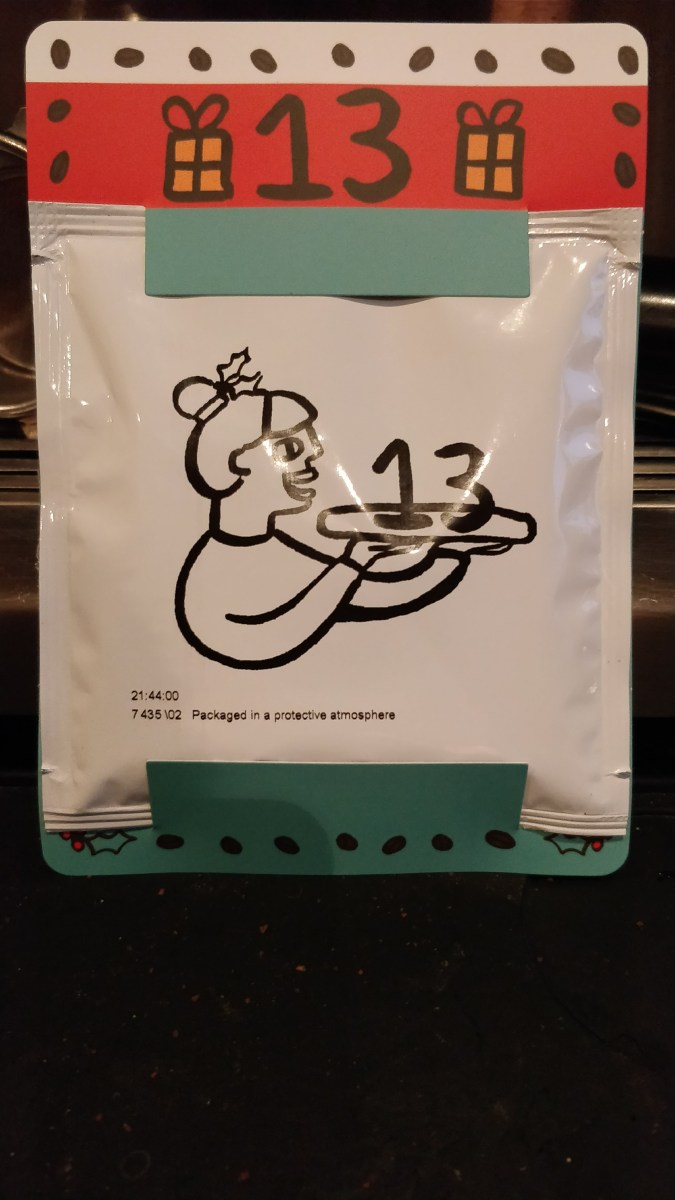 13
13
21:44:00
7 435 \02 Packaged in a protective atmosphere